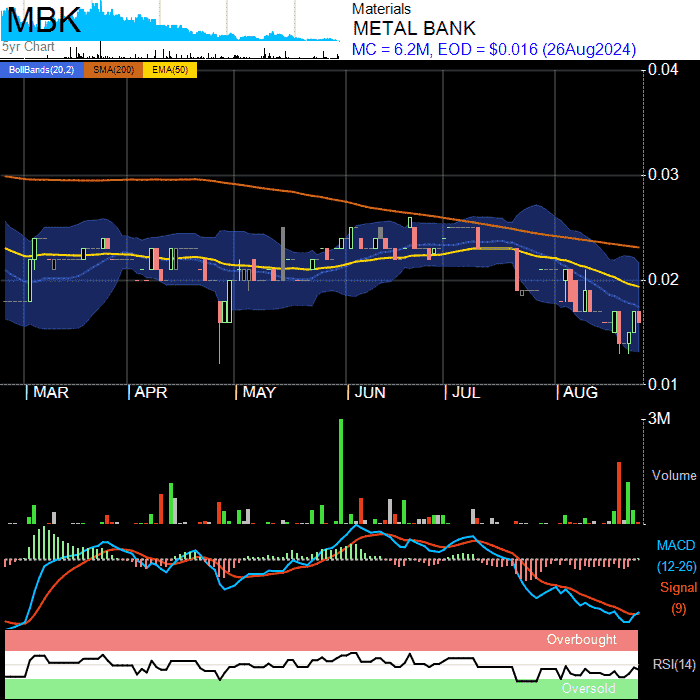 MBK
5yr Chart
Materials
METAL BANK
MC = 6.2M, EOD = $0.016 (26Aug2024)
BollBands(20,2) SMA(200) EMA(50)
0.04
0.03
0.02
0.01
MAR APR MAY JUN JUL AUG
3M
Volume
MACD
(12-26)
Signal
(9)
Overbought
RSI(14)
Oversold